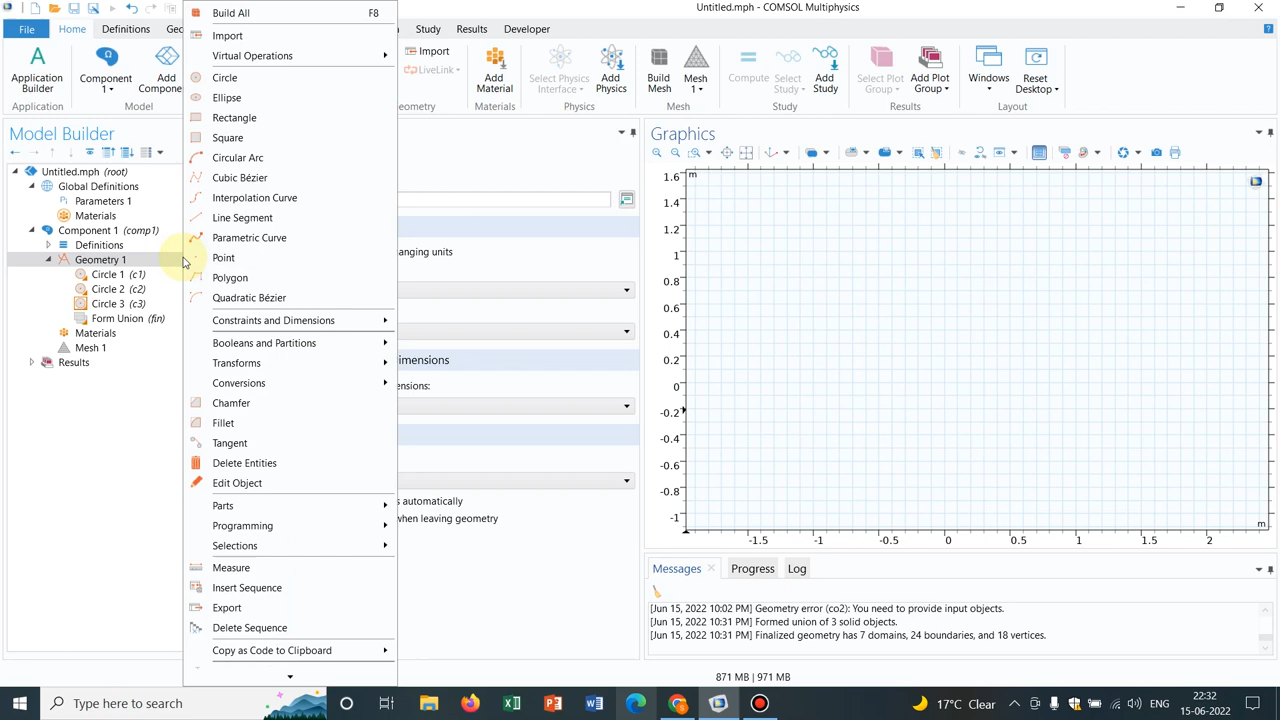 Untitled.mph - COMSOL Multiphysics
File
Home
Definitions
Study
Results
Developer
Application
Builder
Application
Component
1
Add
Component
Model
Import
LiveLink
Add
Material
Materials
Select Physics
Interface
Add
Physics
Physics
Build
Mesh
Mesh
1
Mesh
Compute
Select
Study
Add
Study
Study
Select Plot
Group
Add Plot
Group
Results
Windows
Reset
Desktop
Layout
Model Builder
Untitled.mph (root)
Global Definitions
Parameters 1
Materials
Component 1 (comp1)
Definitions
Geometry 1
Circle 1 (c1)
Circle 2 (c2)
Circle 3 (c3)
Form Union (fin)
Materials
Mesh 1
Results
Build All F8
Import
Virtual Operations
Circle
Ellipse
Rectangle
Square
Circular Arc
Cubic Bézier
Interpolation Curve
Line Segment
Parametric Curve
Point
Polygon
Quadratic Bézier
Constraints and Dimensions
Booleans and Partitions
Transforms
Conversions
Chamfer
Fillet
Tangent
Delete Entities
Edit Object
Parts
Programming
Selections
Measure
Insert Sequence
Export
Delete Sequence
Copy as Code to Clipboard
anging units
imensions
ensions:
s automatically
when leaving geometry
Graphics
m
1.6
1.4
1.2
1
0.8
0.6
0.4
0.2
0
-0.2
-0.4
-0.6
-0.8
-1
m
-1.5 -1 -0.5 0 0.5 1 1.5 2
Messages
Progress
Log
[Jun 15, 2022 10:02 PM] Geometry error (co2): You need to provide input objects.
[Jun 15, 2022 10:31 PM] Formed union of 3 solid objects.
[Jun 15, 2022 10:31 PM] Finalized geometry has 7 domains, 24 boundaries, and 18 vertices.
871 MB | 971 MB
Type here to search
17°C Clear
ENG
22:32
15-06-2022